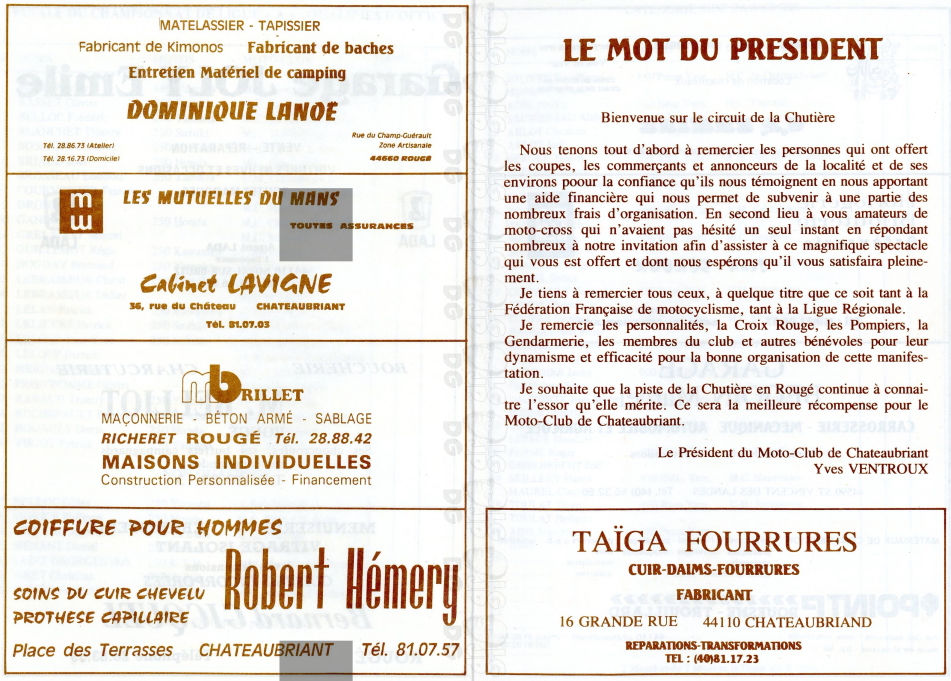 MATELASSIER - TAPISSIER
Fabricant de Kimonos Fabricant de baches
Entretien Matériel de camping
DOMINIQUE LANOË
Rue du Champ-Guérault
Tél. 28.86.73 (Atelier) Zone Artisanale
Tél. 28.16.73 (Domicile) 44660 ROUGÉ
LES MUTUELLES DU MANS
TOUTES ASSURANCES
Cabinet LAVIGNE
36, rue du Château CHATEAUBRIANT
Tél. 81.07.03
mb BRILLET
MAÇONNERIE - BÉTON ARMÉ - SABLAGE
RICHERET ROUGÉ Tél. 28.88.42
MAISONS INDIVIDUELLES
Construction Personnalisée - Financement
COIFFURE POUR HOMMES
Robert Hémery
SOINS DU CUIR CHEVELU
PROTHESE CAPILLAIRE
Place des Terrasses CHATEAUBRIANT Tél. 81.07.57
LE MOT DU PRESIDENT
Bienvenue sur le circuit de la Chutière
Nous tenons tout d'abord à remercier les personnes qui ont offert
les coupes, les commerçants et annonceurs de la localité et de ses
environs poour la confiance qu'ils nous témoignent en nous apportant
une aide financière qui nous permet de subvenir à une partie des
nombreux frais d'organisation. En second lieu à vous amateurs de
moto-cross qui n'avaient pas hésité un seul instant en répondant
nombreux à notre invitation afin d'assister à ce magnifique spectacle
qui vous est offert et dont nous espérons qu'il vous satisfaira pleine-
ment.
Je tiens à remercier tous ceux, à quelque titre que ce soit tant à la
Fédération Française de motocyclisme, tant à la Ligue Régionale.
Je remercie les personnalités, la Croix Rouge, les Pompiers, la
Gendarmerie, les membres du club et autres bénévoles pour leur
dynamisme et efficacité pour la bonne organisation de cette manifes-
tation.
Je souhaite que la piste de la Chutière en Rougé continue à connai-
tre l'essor qu'elle mérite. Ce sera la meilleure récompense pour le
Moto-Club de Chateaubriant.
Le Président du Moto-Club de Chateaubriant
Yves VENTROUX
TAÏGA FOURRURES
CUIR-DAIMS-FOURRURES
FABRICANT
16 GRANDE RUE 44110 CHATEAUBRIAND
REPARATIONS-TRANSFORMATIONS
TEL : (40)81.17.23